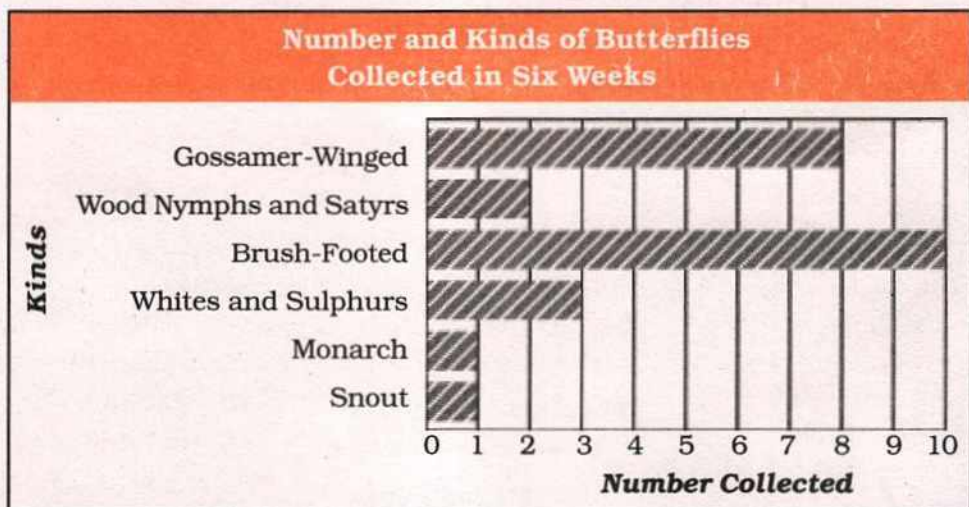 Number and Kinds of Butterflies
Collected in Six Weeks
Kinds
Gossamer-Winged
Wood Nymphs and Satyrs
Brush-Footed
Whites and Sulphurs
Monarch
Snout
0 1 2 3 4 5 6 7 8 9 10
Number Collected